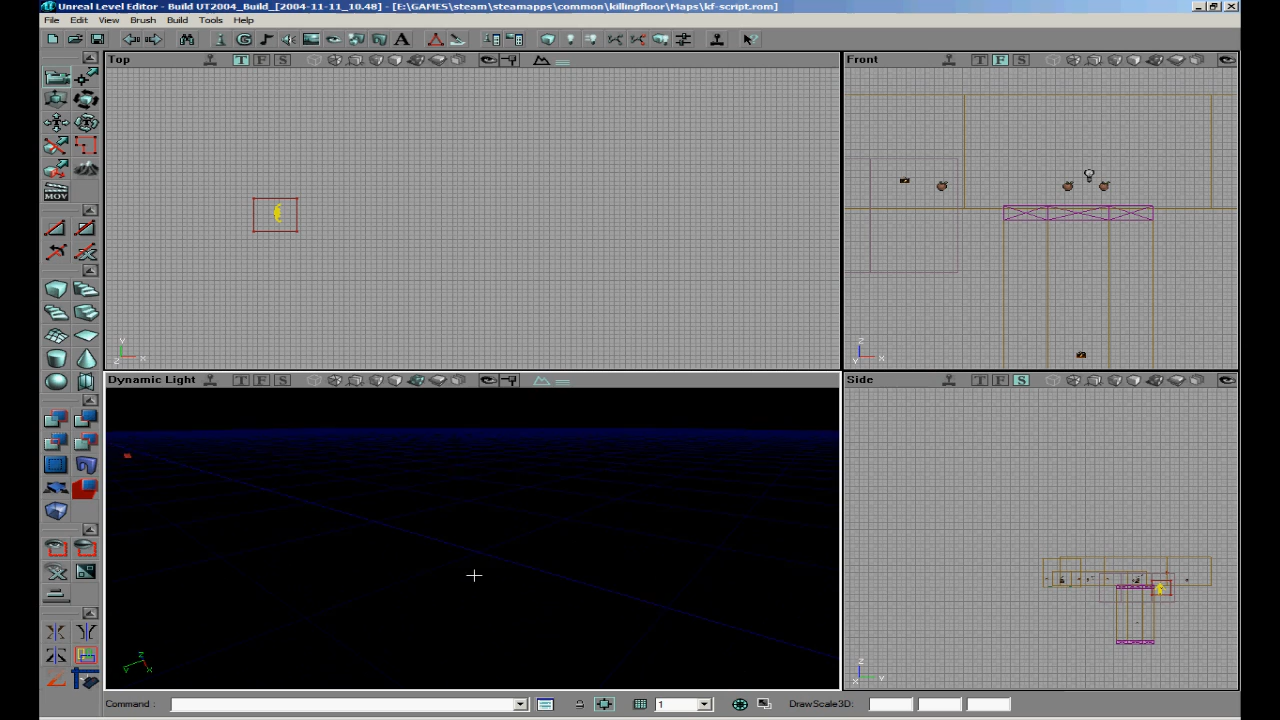 Unreal Level Editor - Build UT2004_Build_[2004-11-11_10.48] - [E:\GAMES\steam\steamapps\common\killingfloor\Maps\kf-script.rom]
File Edit View Brush Build Tools Help
MOV
Top T F S
Front T F S
Dynamic Light T F S
Side T F S
Y Z X
Z Y X
Z Y X
Z X Y
Command : 1 DrawScale3D: